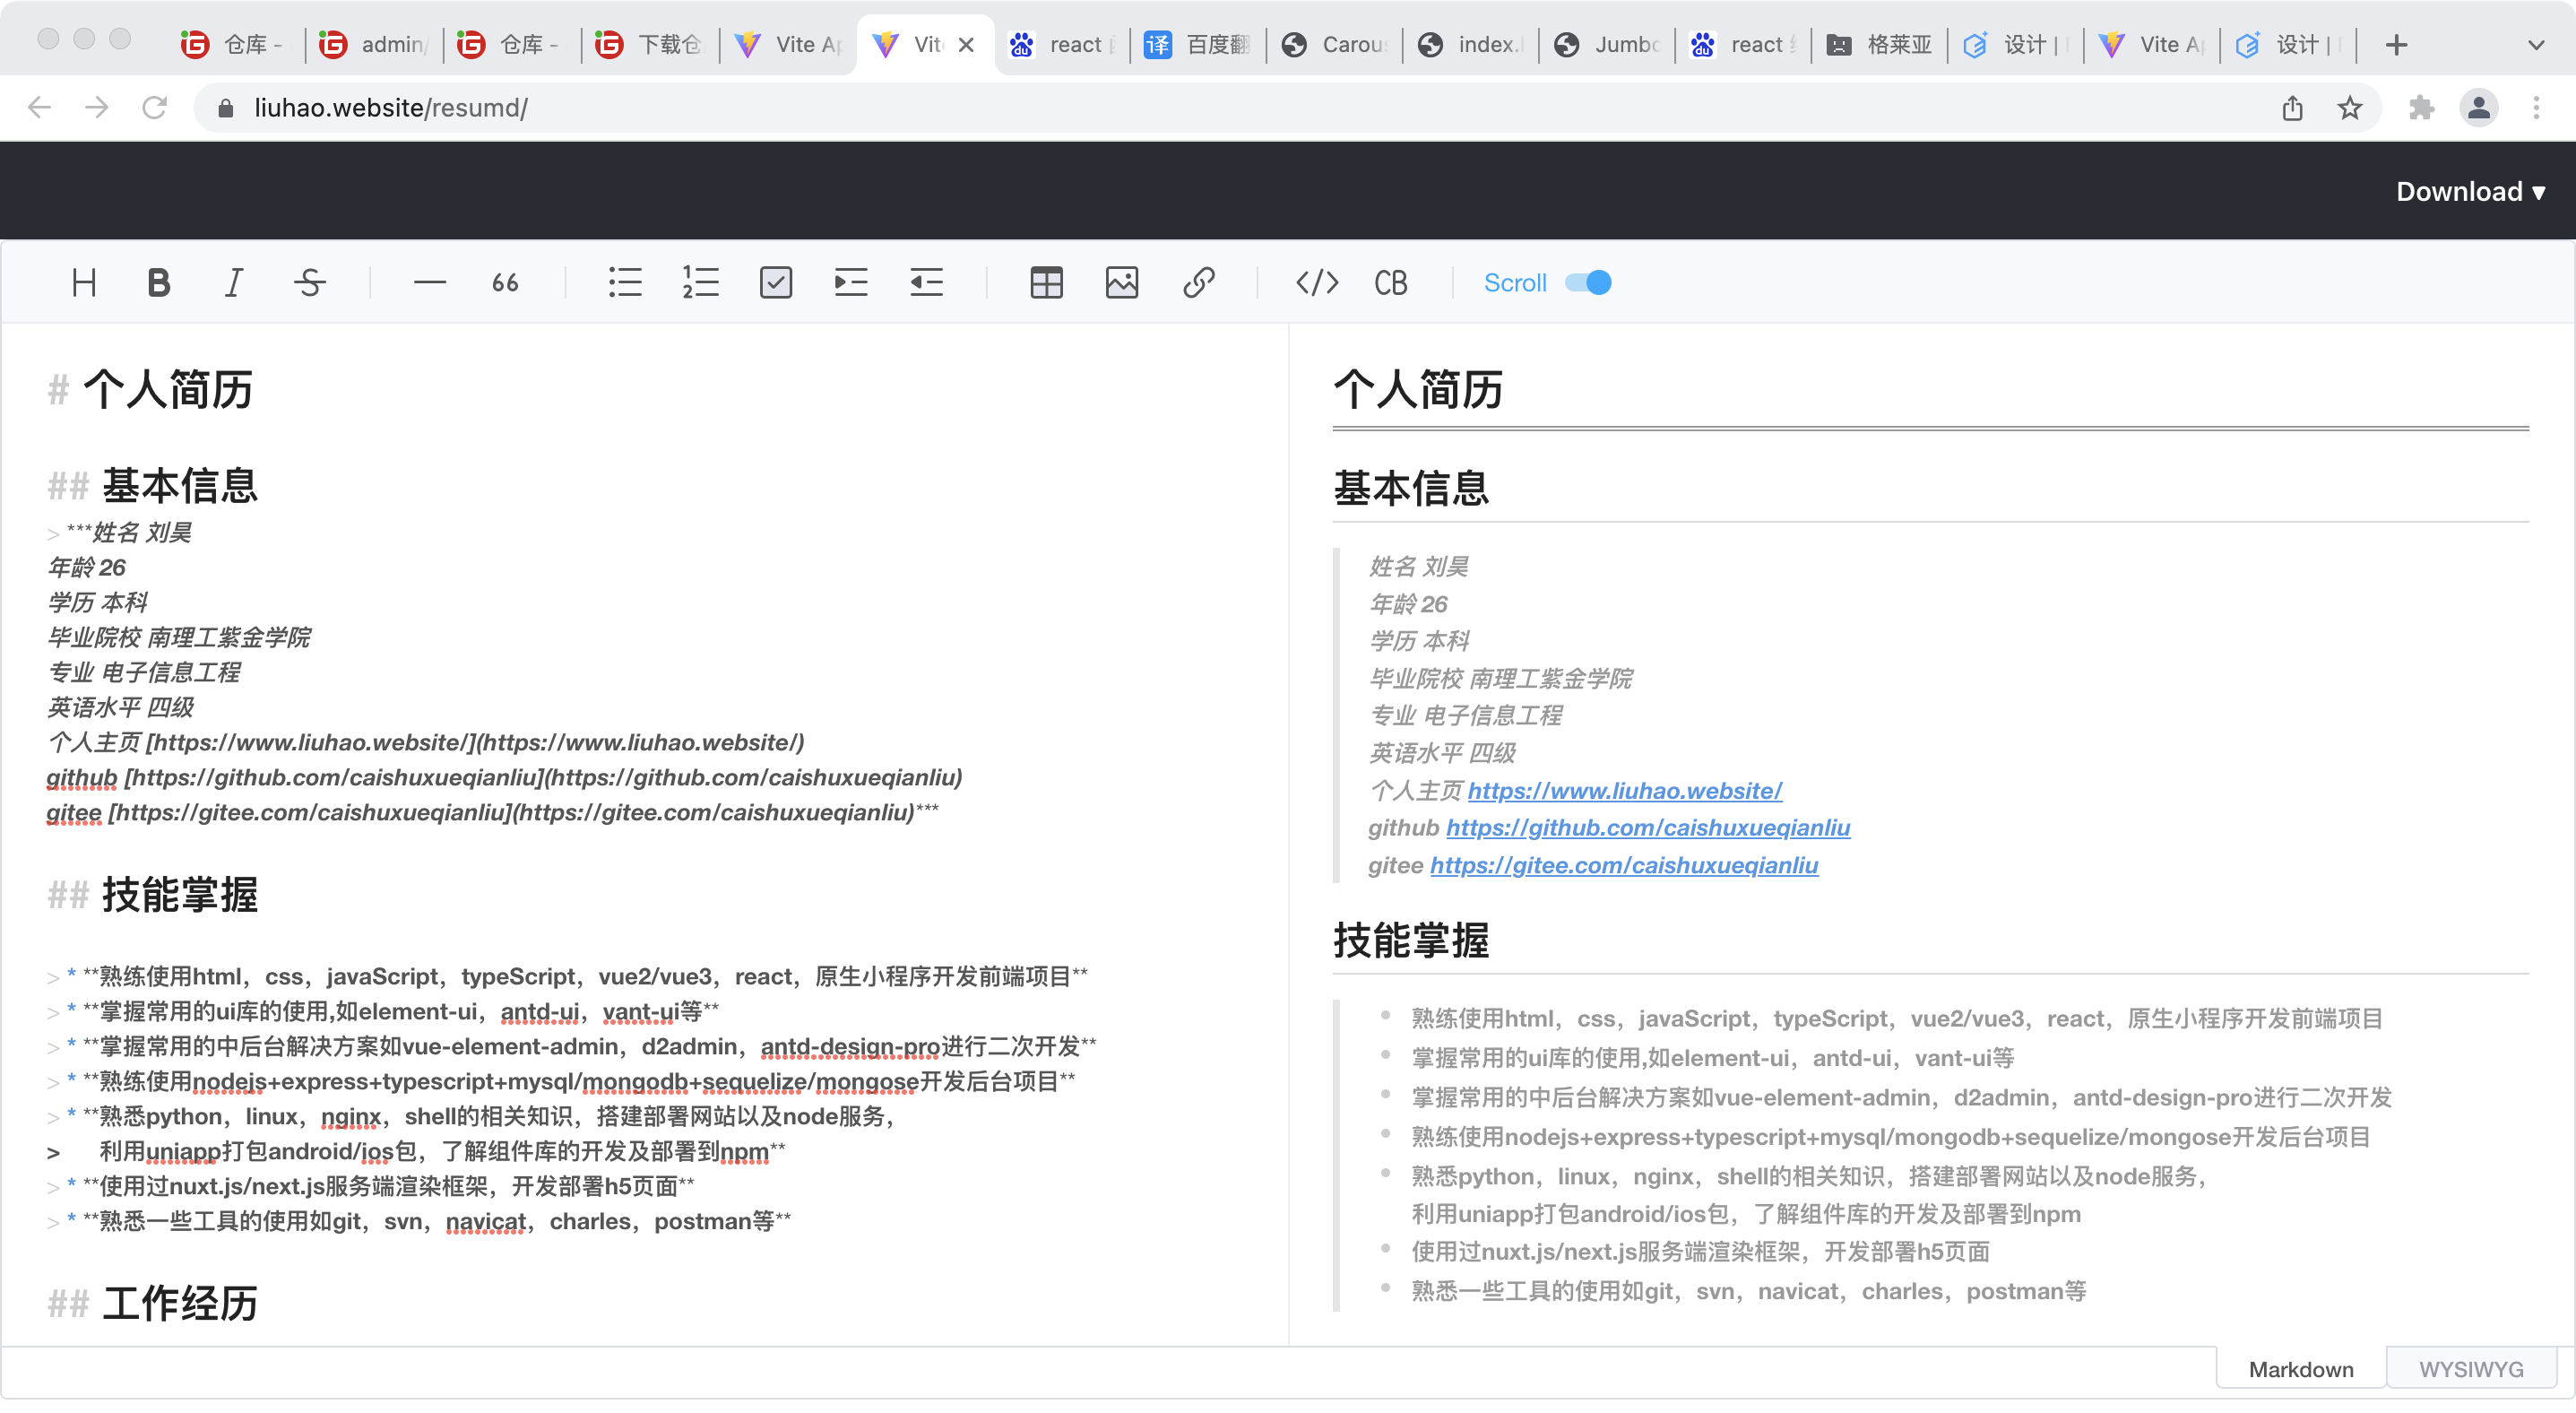 仓库 -
admin/
仓库 -
下载仓
Vite Ap
Vit
react
百度翻
Carous
index.
Jumbo
react
格莱亚
设计 |
Vite Ap
设计 |
liuhao.website/resumd/
Download ▾
H B I S 66 CB Scroll
# 个人简历
## 基本信息
> ***姓名 刘昊
年龄 26
学历 本科
毕业院校 南理工紫金学院
专业 电子信息工程
英语水平 四级
个人主页 [https://www.liuhao.website/](https://www.liuhao.website/)
github [https://github.com/caishuxueqianliu](https://github.com/caishuxueqianliu)
gitee [https://gitee.com/caishuxueqianliu](https://gitee.com/caishuxueqianliu)***
## 技能掌握
> * **熟练使用html，css，javaScript，typeScript，vue2/vue3，react，原生小程序开发前端项目**
> * **掌握常用的ui库的使用,如element-ui，antd-ui，vant-ui等**
> * **掌握常用的中后台解决方案如vue-element-admin，d2admin，antd-design-pro进行二次开发**
> * **熟练使用nodejs+express+typescript+mysql/mongodb+sequelize/mongose开发后台项目**
> * **熟悉python，linux，nginx，shell的相关知识，搭建部署网站以及node服务，
> 利用uniapp打包android/ios包，了解组件库的开发及部署到npm**
> * **使用过nuxt.js/next.js服务端渲染框架，开发部署h5页面**
> * **熟悉一些工具的使用如git，svn，navicat，charles，postman等**
## 工作经历
个人简历
基本信息
姓名 刘昊
年龄 26
学历 本科
毕业院校 南理工紫金学院
专业 电子信息工程
英语水平 四级
个人主页 https://www.liuhao.website/
github https://github.com/caishuxueqianliu
gitee https://gitee.com/caishuxueqianliu
技能掌握
熟练使用html，css，javaScript，typeScript，vue2/vue3，react，原生小程序开发前端项目
掌握常用的ui库的使用,如element-ui，antd-ui，vant-ui等
掌握常用的中后台解决方案如vue-element-admin，d2admin，antd-design-pro进行二次开发
熟练使用nodejs+express+typescript+mysql/mongodb+sequelize/mongose开发后台项目
熟悉python，linux，nginx，shell的相关知识，搭建部署网站以及node服务，
利用uniapp打包android/ios包，了解组件库的开发及部署到npm
使用过nuxt.js/next.js服务端渲染框架，开发部署h5页面
熟悉一些工具的使用如git，svn，navicat，charles，postman等
Markdown
WYSIWYG